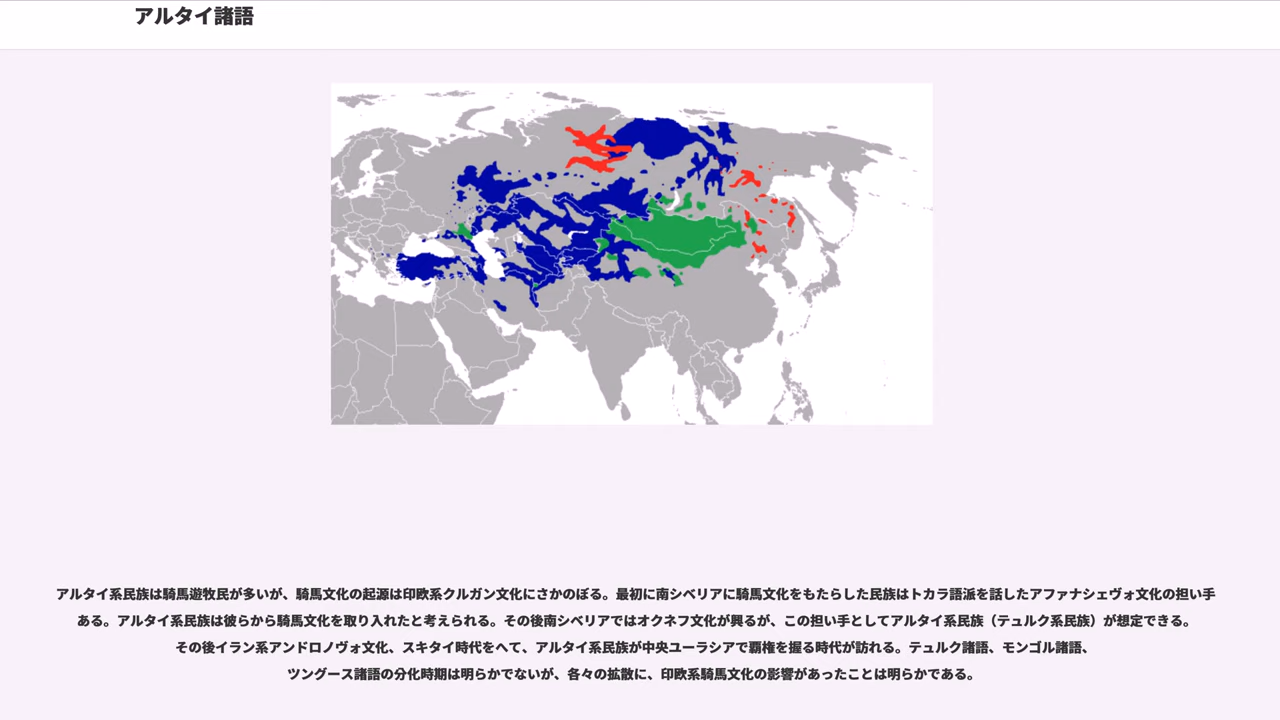 アルタイ諸語
アルタイ系民族は騎馬遊牧民が多いが、騎馬文化の起源は印欧系クルガン文化にさかのぼる。最初に南シベリアに騎馬文化をもたらした民族はトカラ語派を話したアファナシェヴォ文化の担い手
ある。アルタイ系民族は彼らから騎馬文化を取り入れたと考えられる。その後南シベリアではオクネフ文化が興るが、この担い手としてアルタイ系民族（テュルク系民族）が想定できる。
その後イラン系アンドロノヴォ文化、スキタイ時代をへて、アルタイ系民族が中央ユーラシアで覇権を握る時代が訪れる。テュルク諸語、モンゴル諸語、
ツングース諸語の分化時期は明らかでないが、各々の拡散に、印欧系騎馬文化の影響があったことは明らかである。